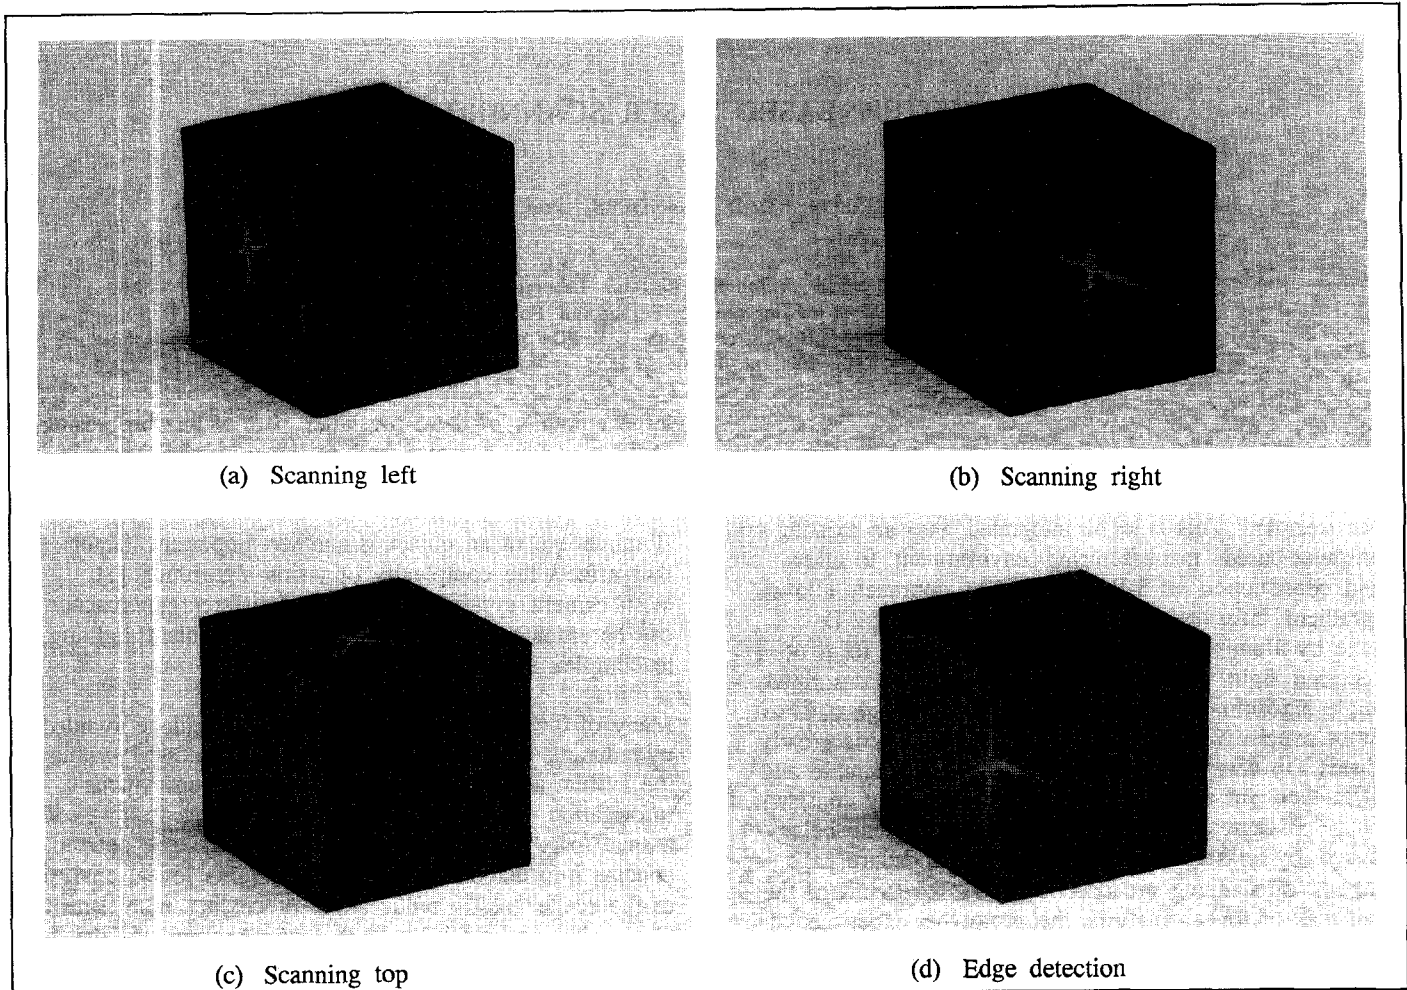 (a) Scanning left
(b) Scanning right
(c) Scanning top
(d) Edge detection